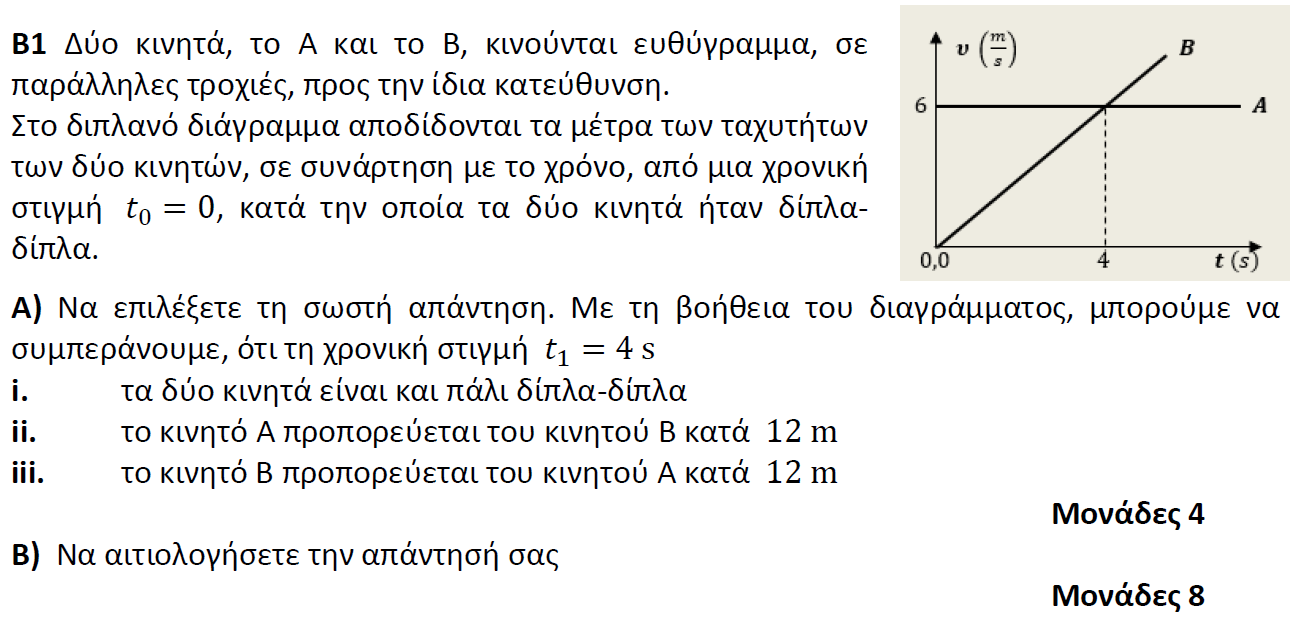 B1 Δύο κινητά, το Α και το Β, κινούνται ευθύγραμμα, σε
παράλληλες τροχιές, προς την ίδια κατεύθυνση.
Στο διπλανό διάγραμμα αποδίδονται τα μέτρα των ταχυτήτων
των δύο κινητών, σε συνάρτηση με το χρόνο, από μια χρονική
στιγμή t₀ = 0, κατά την οποία τα δύο κινητά ήταν δίπλα-
δίπλα.
υ (m/s)
B
6
A
0,0
4
t (s)
Α) Να επιλέξετε τη σωστή απάντηση. Με τη βοήθεια του διαγράμματος, μπορούμε να
συμπεράνουμε, ότι τη χρονική στιγμή t₁ = 4 s
i. τα δύο κινητά είναι και πάλι δίπλα-δίπλα
ii. το κινητό Α προπορεύεται του κινητού Β κατά 12 m
iii. το κινητό Β προπορεύεται του κινητού Α κατά 12 m
Μονάδες 4
Β) Να αιτιολογήσετε την απάντησή σας
Μονάδες 8